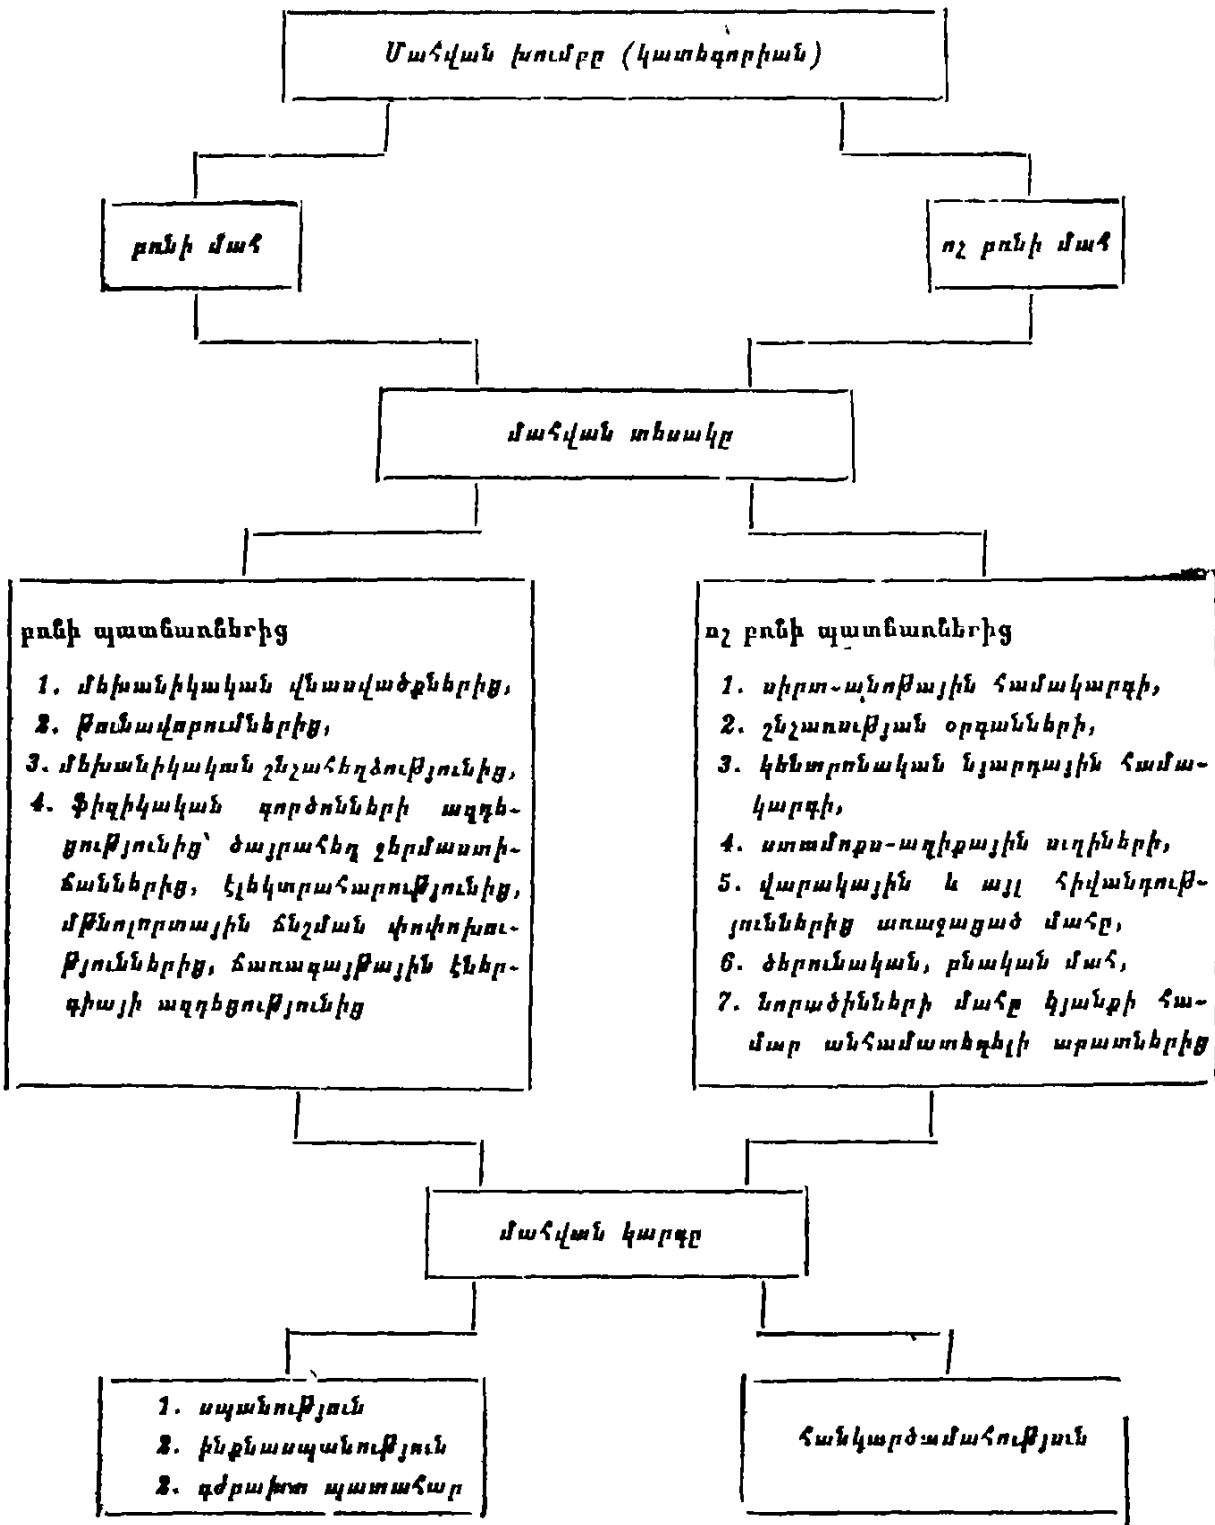 Մահվան խումբը (կատեգորիան)
բռնի մահ
ոչ բռնի մահ
մահվան տեսակը
բռնի պատճառներից
1. մեխանիկական վնասվածքներից,
2. թունավորումներից,
3. մեխանիկական շնչահեղձությունից,
4. ֆիզիկական գործոնների ազդե-
ցությունից՝ ծայրահեղ ջերմաստի-
ճաններից, էլեկտրահարությունից,
մթնոլորտային ճնշման փոփոխու-
թյուններից, ճառագայթային էներ-
գիայի ազդեցությունից
ոչ բռնի պատճառներից
1. սիրտ-անոթային համակարգի,
2. շնչառության օրգանների,
3. կենտրոնական նյարդային համա-
կարգի,
4. ստամոքս-աղիքային ուղիների,
5. վարակային և այլ հիվանդութ-
յուններից առաջացած մահը,
6. ծերունական, բնական մահ,
7. նորածինների մահը կյանքի հա-
մար անհամատեղելի արատներից
մահվան կարգը
1. սպանություն
2. ինքնասպանություն
2. դժբախտ պատահար
հանկարծամահություն